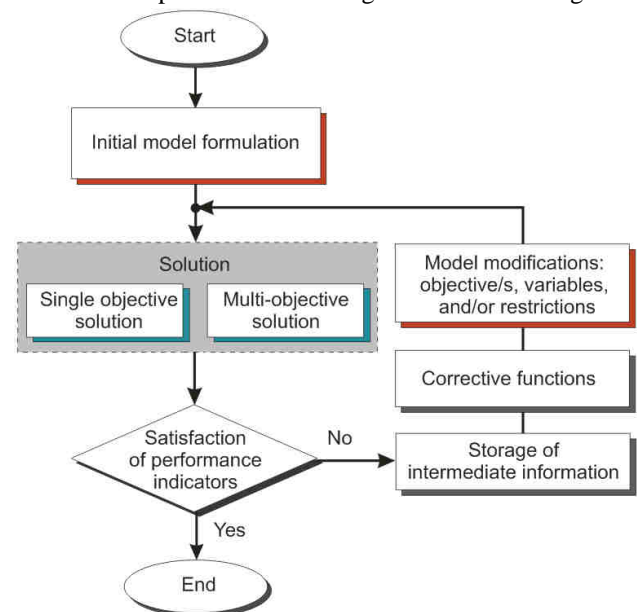 Start
Initial model formulation
Solution
Single objective
solution
Multi-objective
solution
Model modifications:
objective/s, variables,
and/or restrictions
Corrective functions
Satisfaction
of performance
indicators
No
Storage of
intermediate information
Yes
End